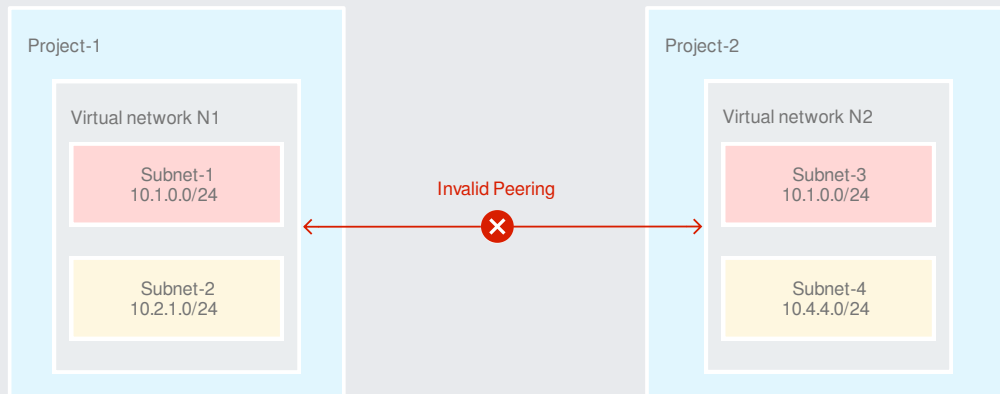 Project-1
Virtual network N1
Subnet-1
10.1.0.0/24
Subnet-2
10.2.1.0/24
Invalid Peering
Project-2
Virtual network N2
Subnet-3
10.1.0.0/24
Subnet-4
10.4.4.0/24